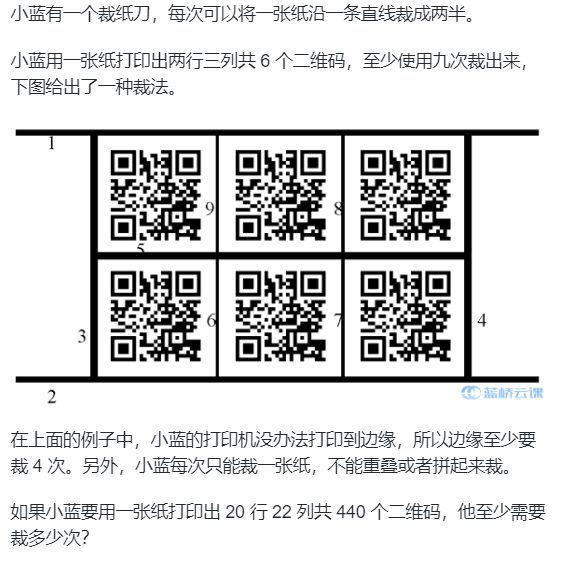 小蓝有一个裁纸刀，每次可以将一张纸沿一条直线裁成两半。
小蓝用一张纸打印出两行三列共 6 个二维码，至少使用九次裁出来，
下图给出了一种裁法。
1
9
8
5
6
7
3
4
2
蓝桥云课
在上面的例子中，小蓝的打印机没办法打印到边缘，所以边缘至少要
裁 4 次。另外，小蓝每次只能裁一张纸，不能重叠或者拼起来裁。
如果小蓝要用一张纸打印出 20 行 22 列共 440 个二维码，他至少需要
裁多少次?